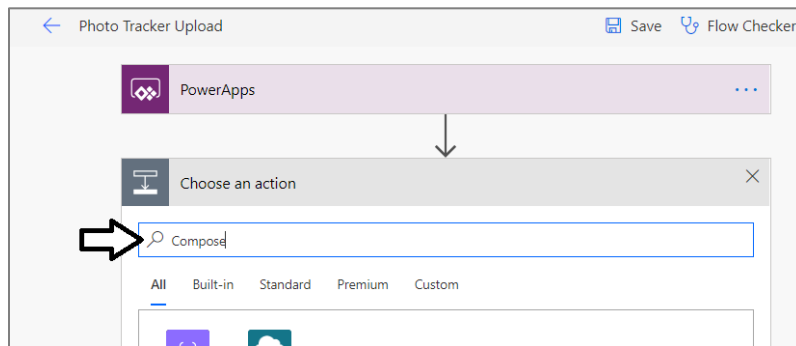 Photo Tracker Upload Save Flow Checker
PowerApps
Choose an action
Compose
All Built-in Standard Premium Custom